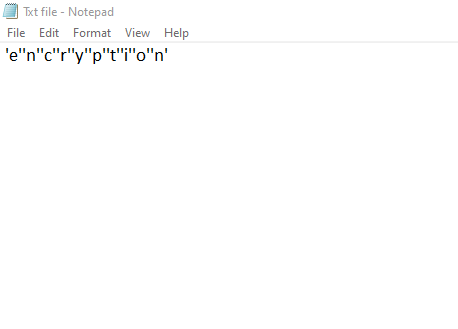 Txt file - Notepad
File Edit Format View Help
'e''n''c''r''y''p''t''i''o''n'